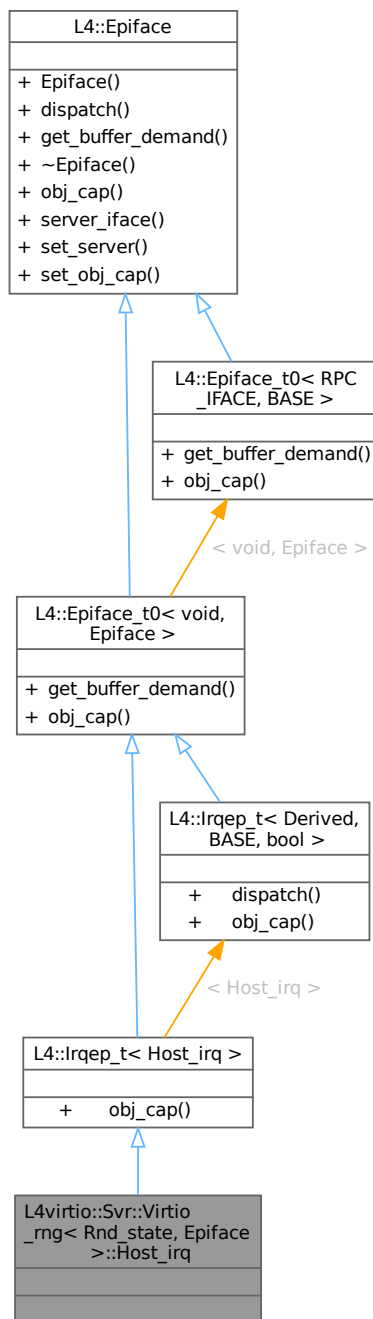 L4::Epiface
+ Epiface()
+ dispatch()
+ get_buffer_demand()
+ ~Epiface()
+ obj_cap()
+ server_iface()
+ set_server()
+ set_obj_cap()
L4::Epiface_t0< RPC
_IFACE, BASE >
+ get_buffer_demand()
+ obj_cap()
< void, Epiface >
L4::Epiface_t0< void,
Epiface >
+ get_buffer_demand()
+ obj_cap()
L4::Irqep_t< Derived,
BASE, bool >
+ dispatch()
+ obj_cap()
< Host_irq >
L4::Irqep_t< Host_irq >
+ obj_cap()
L4virtio::Svr::Virtio
_rng< Rnd_state, Epiface
>::Host_irq